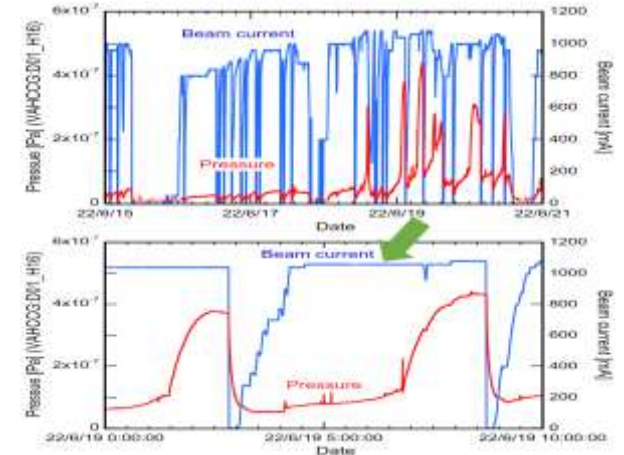 6x10⁻⁷
1200
Beam current
1000
4x10⁻⁷
800
600
2x10⁻⁷
400
Pressure
200
0
0
Pressue [Pa] (VAHCCG:D01_H16)
Beam current [mA]
22/6/15
22/6/17
22/6/19
22/6/21
Date
6x10⁻⁷
1200
Beam current
1000
4x10⁻⁷
800
600
2x10⁻⁷
400
Pressure
200
0
0
Pressue [Pa] (VAHCCG:D01_H16)
Beam current [mA]
22/6/19 0:00:00
22/6/19 5:00:00
22/6/19 10:00:00
Date